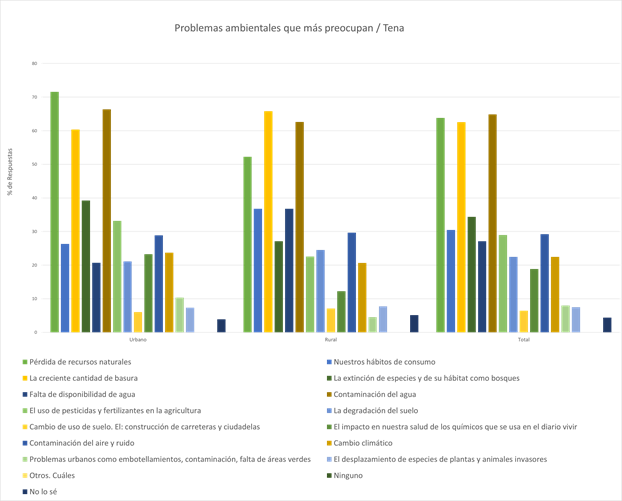 Problemas ambientales que más preocupan / Tena
% de Respuestas
80
70
60
50
40
30
20
10
0
Urbano Rural Total
Pérdida de recursos naturales
Nuestros hábitos de consumo
La creciente cantidad de basura
La extinción de especies y de su hábitat como bosques
Falta de disponibilidad de agua
Contaminación del agua
El uso de pesticidas y fertilizantes en la agricultura
La degradación del suelo
Cambio de uso de suelo. El: construcción de carreteras y ciudadelas
El impacto en nuestra salud de los químicos que se usa en el diario vivir
Contaminación del aire y ruido
Cambio climático
Problemas urbanos como embotellamientos, contaminación, falta de áreas verdes
El desplazamiento de especies de plantas y animales invasores
Otros. Cuáles
Ninguno
No lo sé